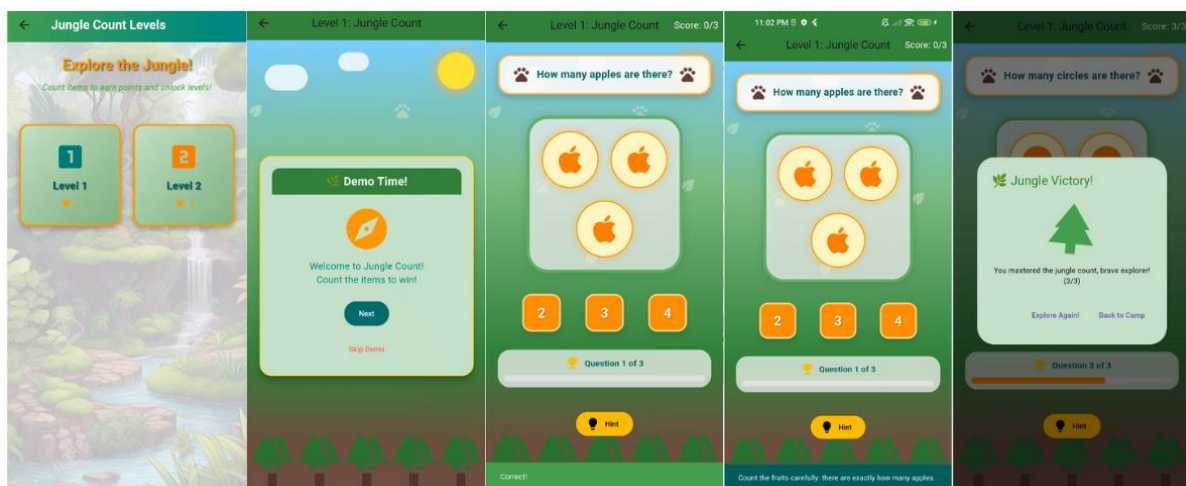 Jungle Count Levels
Explore the Jungle!
Count items to earn points and unlock levels!
1
Level 1
2
Level 2
Level 1: Jungle Count
Demo Time!
Welcome to Jungle Count!
Count the items to win!
Next
Skip Demo
Level 1: Jungle Count Score: 0/3
How many apples are there?
2 3 4
Question 1 of 3
Hint
Correct!
11:02 PM
Level 1: Jungle Count Score: 0/3
How many apples are there?
2 3 4
Question 1 of 3
Hint
Count the fruits carefully: there are exactly how many apples.
Level 1: Jungle Count Score: 3/3
How many circles are there?
Jungle Victory!
You mastered the jungle count, brave explorer!
(3/3)
Explore Again! Back to Camp
Question 3 of 3
Hint